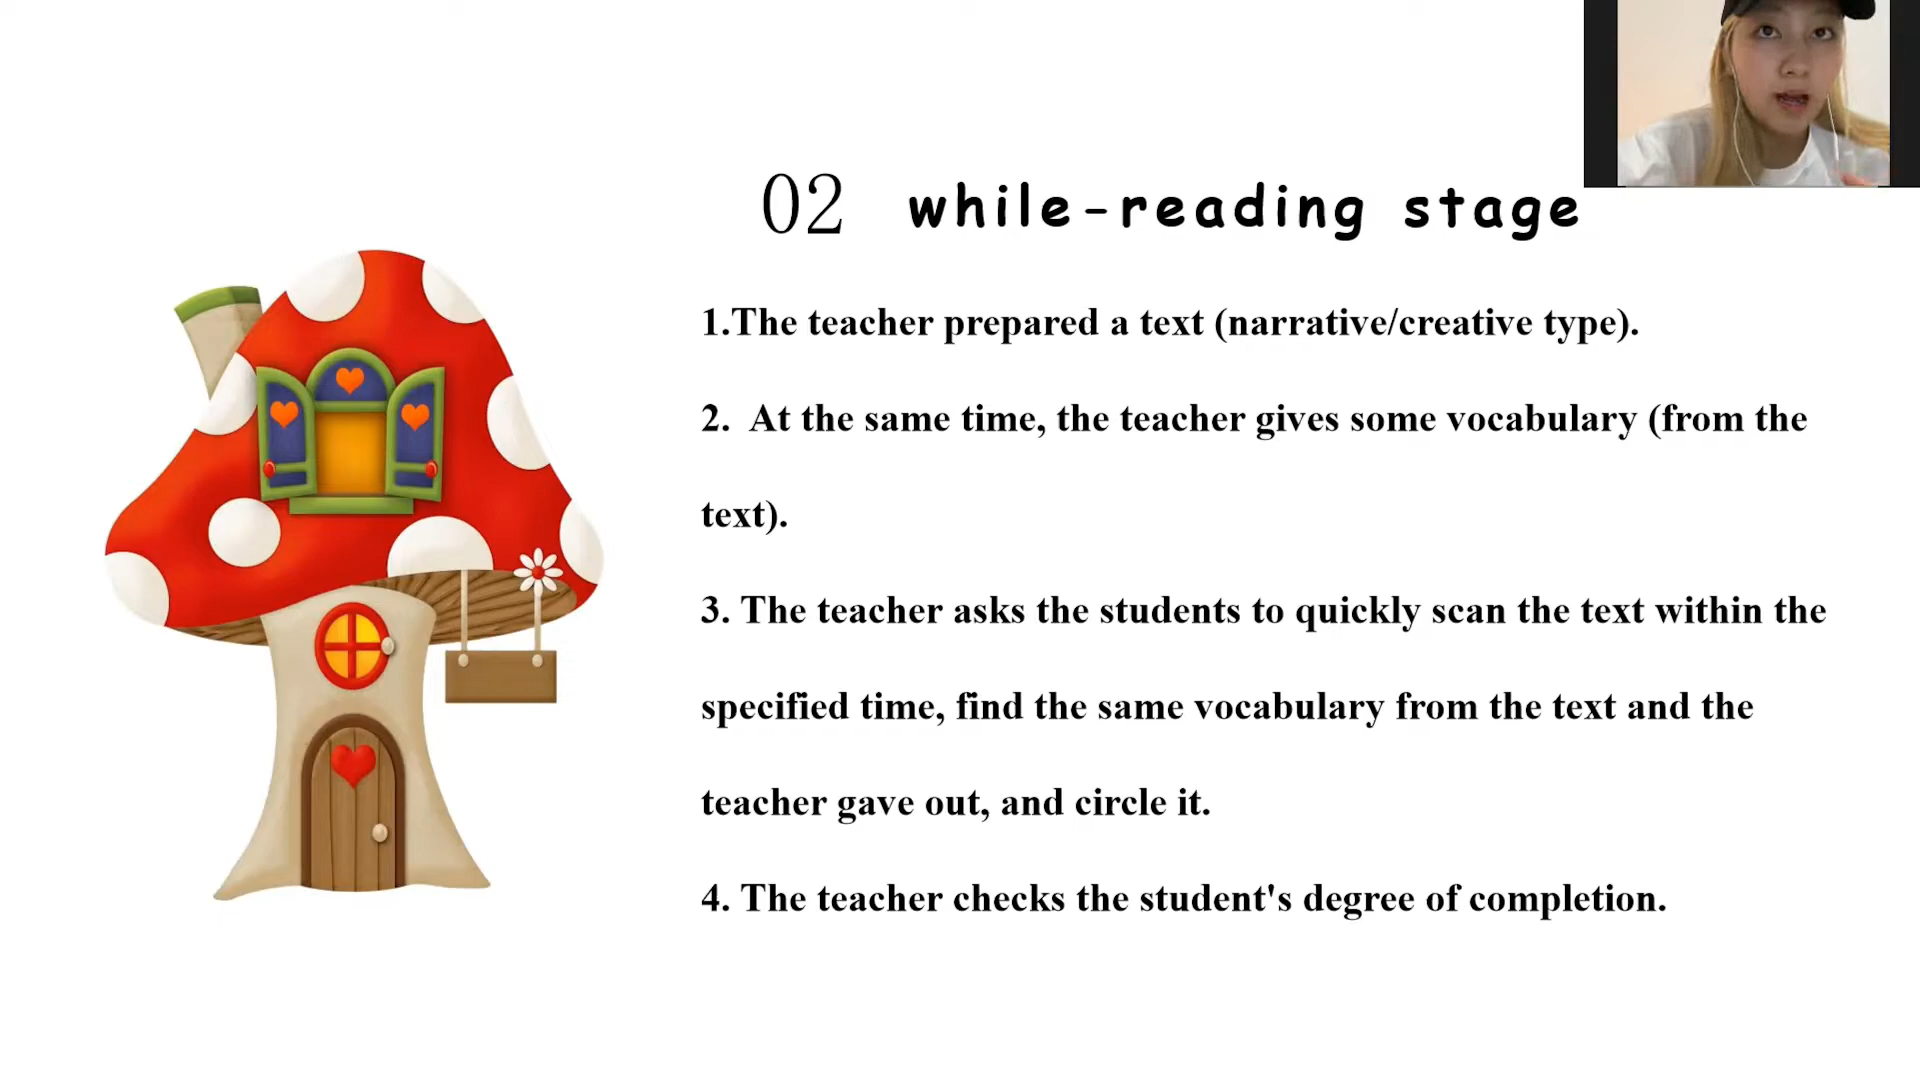 02 while-reading stage
1.The teacher prepared a text (narrative/creative type).
2. At the same time, the teacher gives some vocabulary (from the
text).
3. The teacher asks the students to quickly scan the text within the
specified time, find the same vocabulary from the text and the
teacher gave out, and circle it.
4. The teacher checks the student's degree of completion.